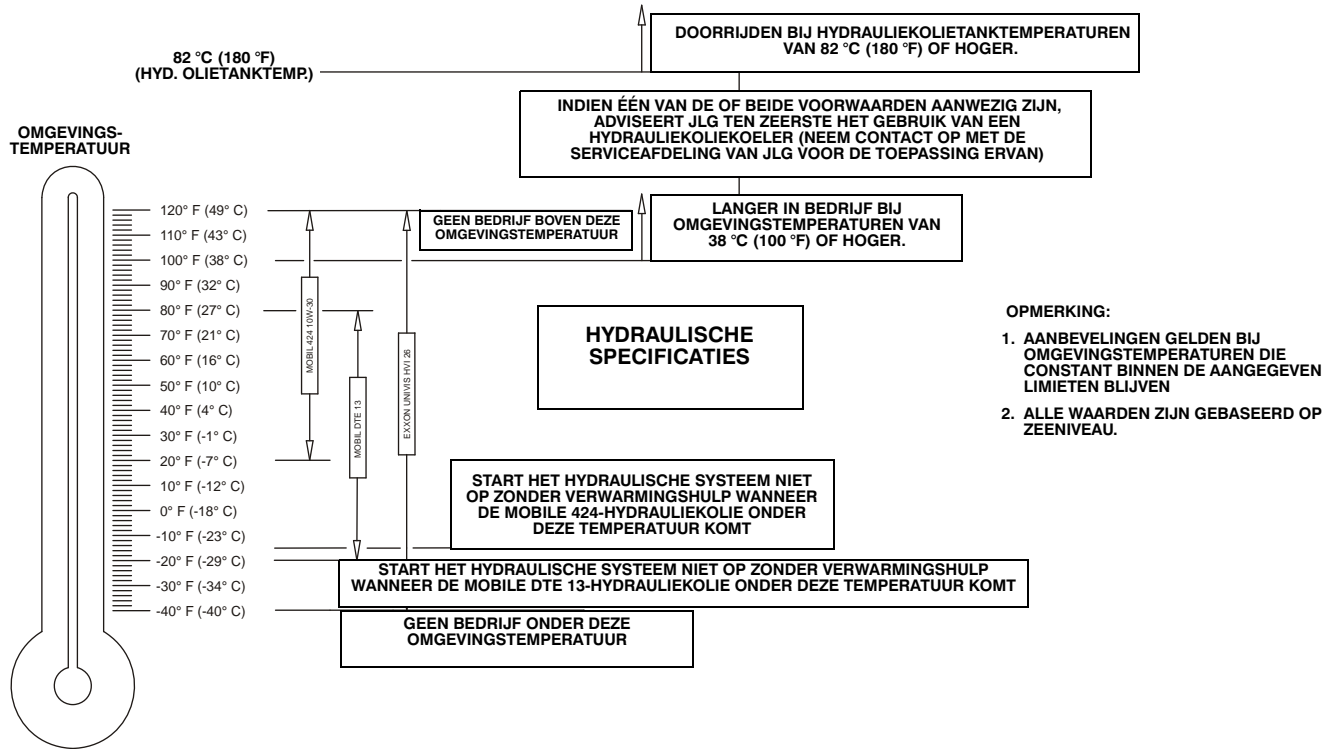 82 °C (180 °F)
(HYD. OLIETANKTEMP.)
DOORRIJDEN BIJ HYDRAULIEKOLIETANKTEMPERATUREN
VAN 82 °C (180 °F) OF HOGER.
INDIEN ÉÉN VAN DE OF BEIDE VOORWAARDEN AANWEZIG ZIJN,
ADVISEERT JLG TEN ZEERSTE HET GEBRUIK VAN EEN
HYDRAULIEKOLIEKOELER (NEEM CONTACT OP MET DE
SERVICEAFDELING VAN JLG VOOR DE TOEPASSING ERVAN)
OMGEVINGS-
TEMPERATUUR
120° F (49° C)
110° F (43° C)
100° F (38° C)
90° F (32° C)
80° F (27° C)
70° F (21° C)
60° F (16° C)
50° F (10° C)
40° F (4° C)
30° F (-1° C)
20° F (-7° C)
10° F (-12° C)
0° F (-18° C)
-10° F (-23° C)
-20° F (-29° C)
-30° F (-34° C)
-40° F (-40° C)
MOBIL 424 10W-30
MOBIL DTE 13
EXXON UNIVIS HVI 26
GEEN BEDRIJF BOVEN DEZE
OMGEVINGSTEMPERATUUR
LANGER IN BEDRIJF BIJ
OMGEVINGSTEMPERATUREN VAN
38 °C (100 °F) OF HOGER.
HYDRAULISCHE
SPECIFICATIES
OPMERKING:
1. AANBEVELINGEN GELDEN BIJ
OMGEVINGSTEMPERATUREN DIE
CONSTANT BINNEN DE AANGEGEVEN
LIMIETEN BLIJVEN
2. ALLE WAARDEN ZIJN GEBASEERD OP
ZEENIVEAU.
START HET HYDRAULISCHE SYSTEEM NIET
OP ZONDER VERWARMINGSHULP WANNEER
DE MOBILE 424-HYDRAULIEKOLIE ONDER
DEZE TEMPERATUUR KOMT
START HET HYDRAULISCHE SYSTEEM NIET OP ZONDER VERWARMINGSHULP
WANNEER DE MOBILE DTE 13-HYDRAULIEKOLIE ONDER DEZE TEMPERATUUR KOMT
GEEN BEDRIJF ONDER DEZE
OMGEVINGSTEMPERATUUR